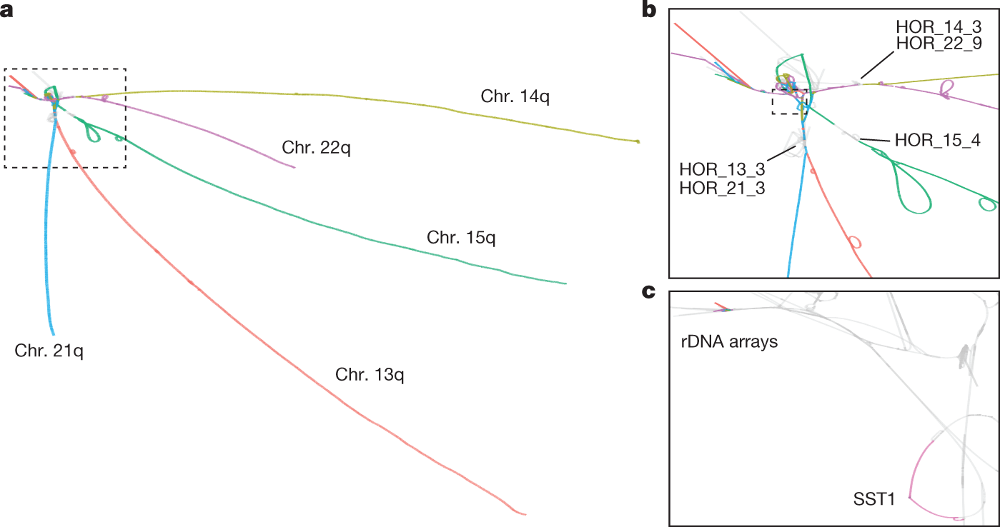 a
Chr. 14q
Chr. 22q
Chr. 15q
Chr. 21q
Chr. 13q
b
HOR_14_3
HOR_22_9
HOR_15_4
HOR_13_3
HOR_21_3
c
rDNA arrays
SST1